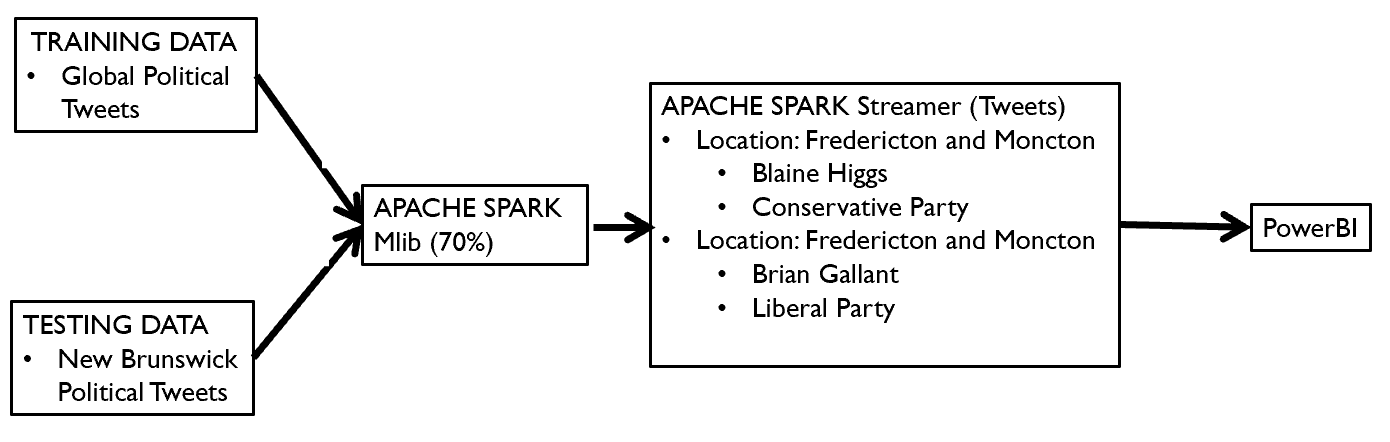 TRAINING DATA
• Global Political
Tweets
APACHE SPARK
Mlib (70%)
TESTING DATA
• New Brunswick
Political Tweets
APACHE SPARK Streamer (Tweets)
• Location: Fredericton and Moncton
• Blaine Higgs
• Conservative Party
• Location: Fredericton and Moncton
• Brian Gallant
• Liberal Party
PowerBI